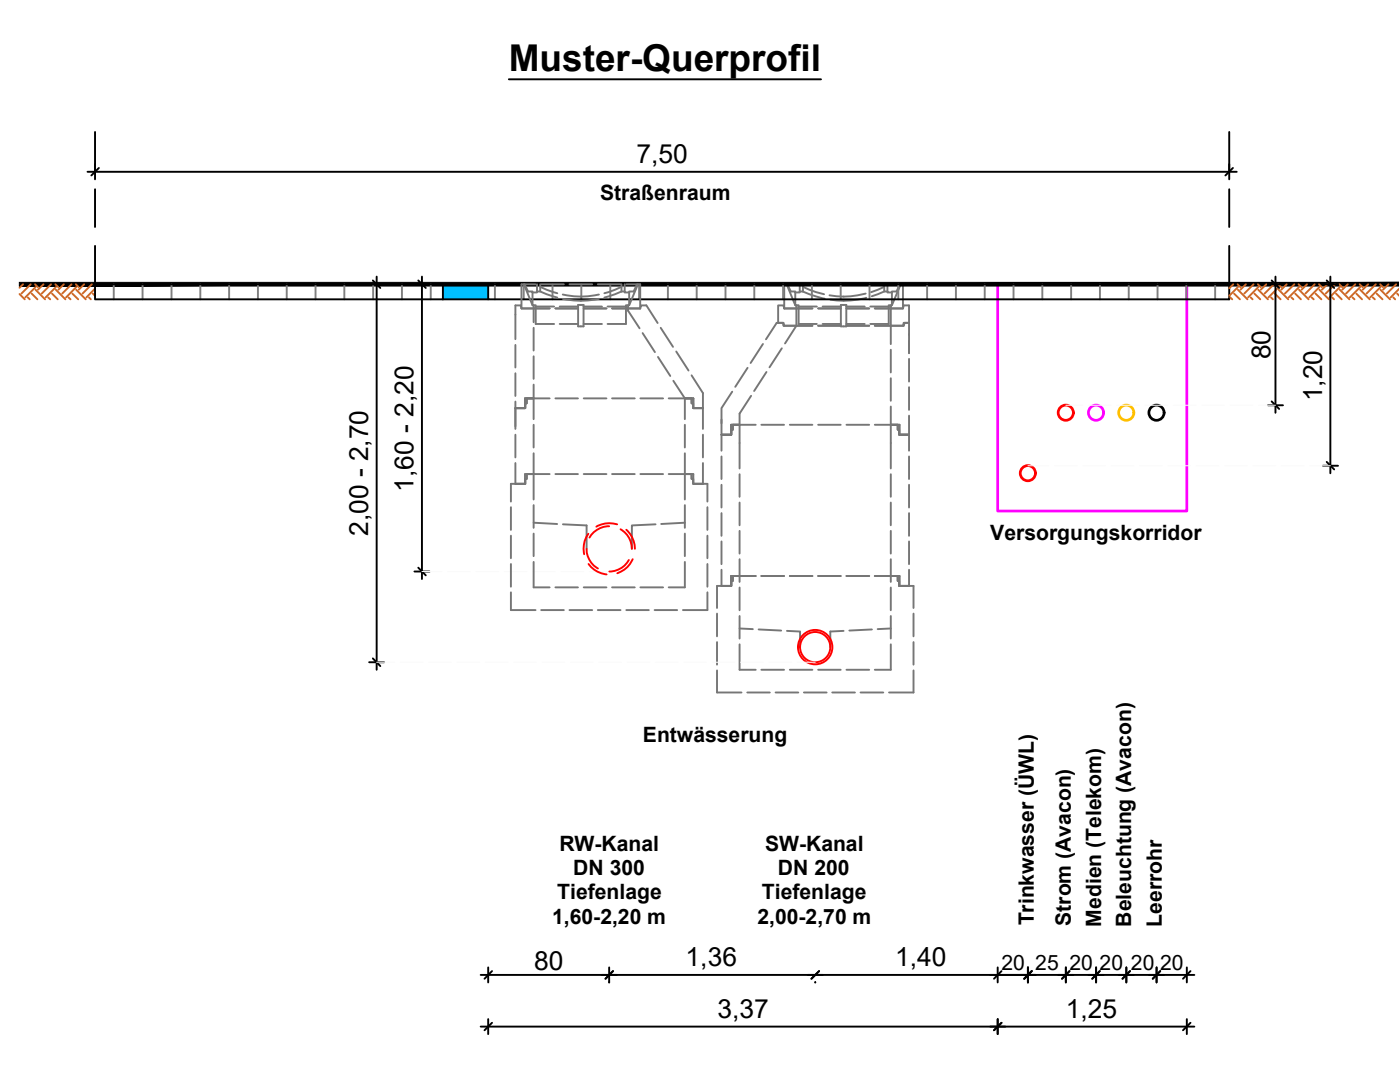 Muster-Querprofil
7,50
Straßenraum
2,00 - 2,70
1,60 - 2,20
80
1,20
Versorgungskorridor
Entwässerung
RW-Kanal
DN 300
Tiefenlage
1,60-2,20 m
SW-Kanal
DN 200
Tiefenlage
2,00-2,70 m
Trinkwasser (ÜWL)
Strom (Avacon)
Medien (Telekom)
Beleuchtung (Avacon)
Leerrohr
80 1,36 1,40 20 25 20 20 20 20
3,37 1,25